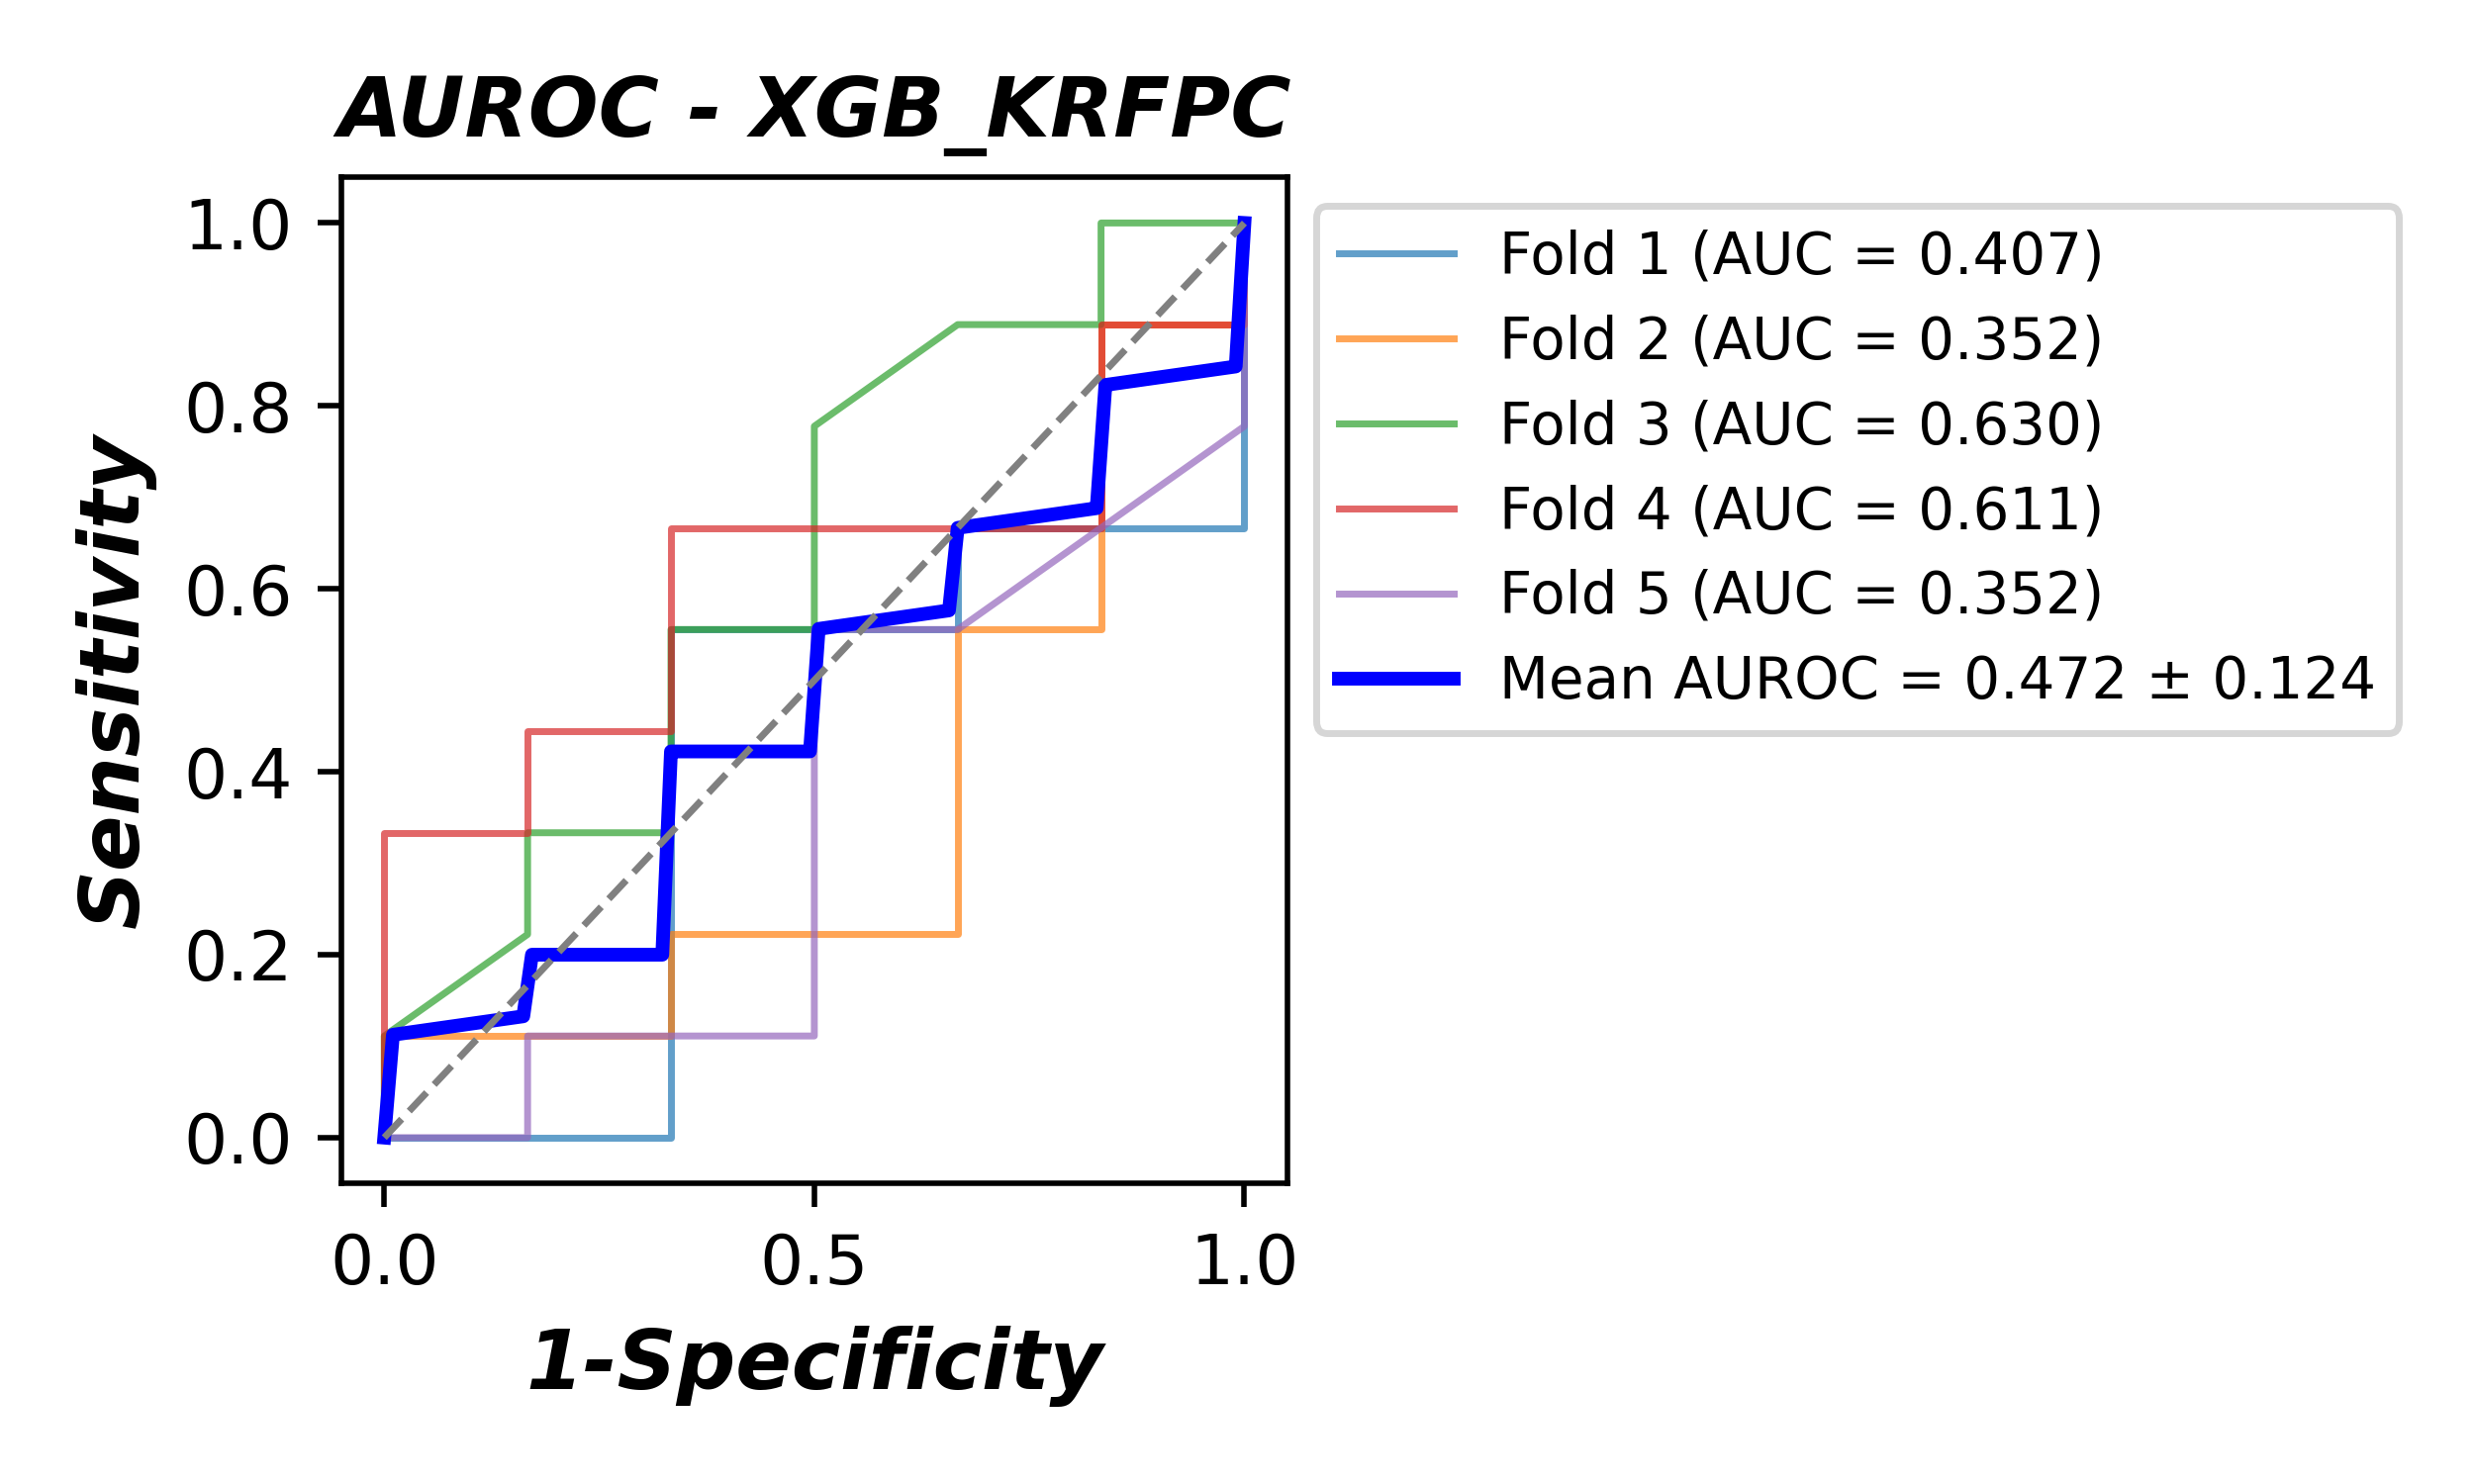 AUROC - XGB_KRFPC
Sensitivity
1.0
0.8
0.6
0.4
0.2
0.0
0.0 0.5 1.0
1-Specificity
Fold 1 (AUC = 0.407)
Fold 2 (AUC = 0.352)
Fold 3 (AUC = 0.630)
Fold 4 (AUC = 0.611)
Fold 5 (AUC = 0.352)
Mean AUROC = 0.472 ± 0.124